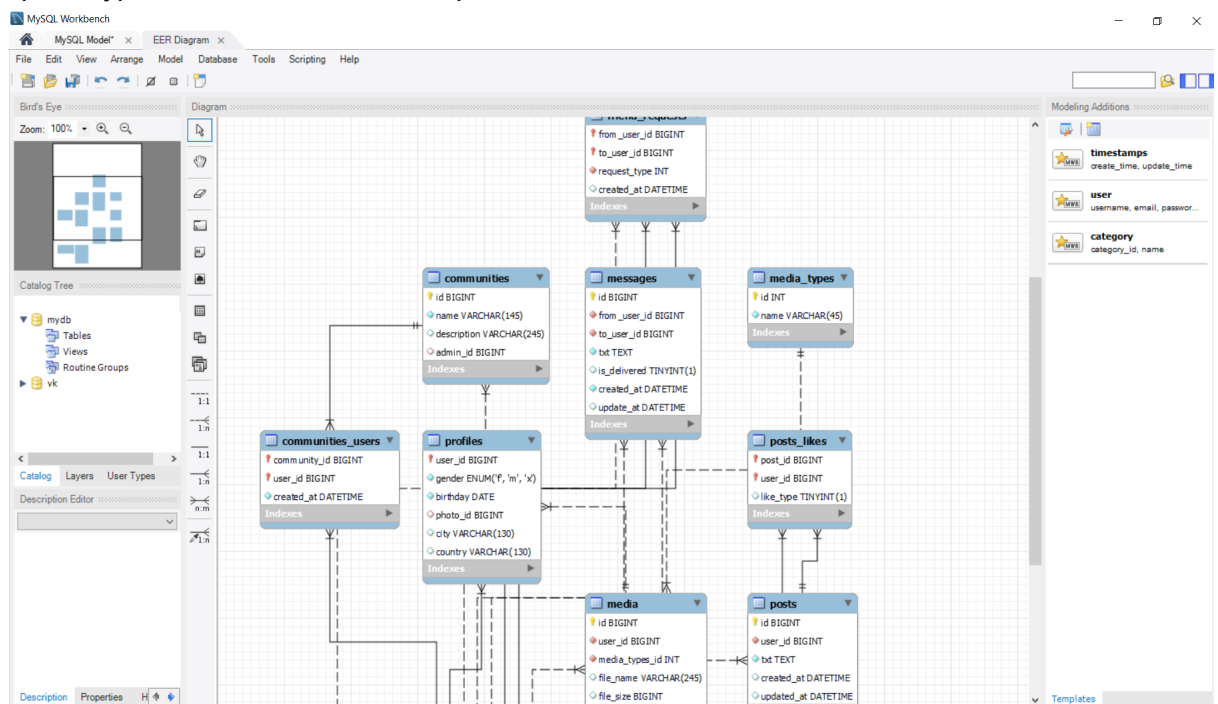 MySQL Workbench
MySQL Model* ×
EER Diagram ×
File Edit View Arrange Model Database Tools Scripting Help
Bird's Eye
Zoom: 100%
Catalog Tree
mydb
Tables
Views
Routine Groups
vk
Catalog Layers User Types
Description Editor
Description Properties H
Diagram
1:1
1:n
1:1
1:n
n:m
1:n
from_user_id BIGINT
to_user_id BIGINT
request_type INT
created_at DATETIME
Indexes
communities
id BIGINT
name VARCHAR(145)
description VARCHAR(245)
admin_id BIGINT
Indexes
messages
id BIGINT
from_user_id BIGINT
to_user_id BIGINT
txt TEXT
is_delivered TINYINT(1)
created_at DATETIME
update_at DATETIME
Indexes
media_types
id INT
name VARCHAR(45)
Indexes
communities_users
community_id BIGINT
user_id BIGINT
created_at DATETIME
Indexes
profiles
user_id BIGINT
gender ENUM('f', 'm', 'x')
birthday DATE
photo_id BIGINT
city VARCHAR(130)
country VARCHAR(130)
Indexes
posts_likes
post_id BIGINT
user_id BIGINT
like_type TINYINT(1)
Indexes
media
id BIGINT
user_id BIGINT
media_types_id INT
file_name VARCHAR(245)
file_size BIGINT
posts
id BIGINT
user_id BIGINT
txt TEXT
created_at DATETIME
updated_at DATETIME
Modeling Additions
timestamps
create_time, update_time
user
username, email, passwor...
category
category_id, name
Templates